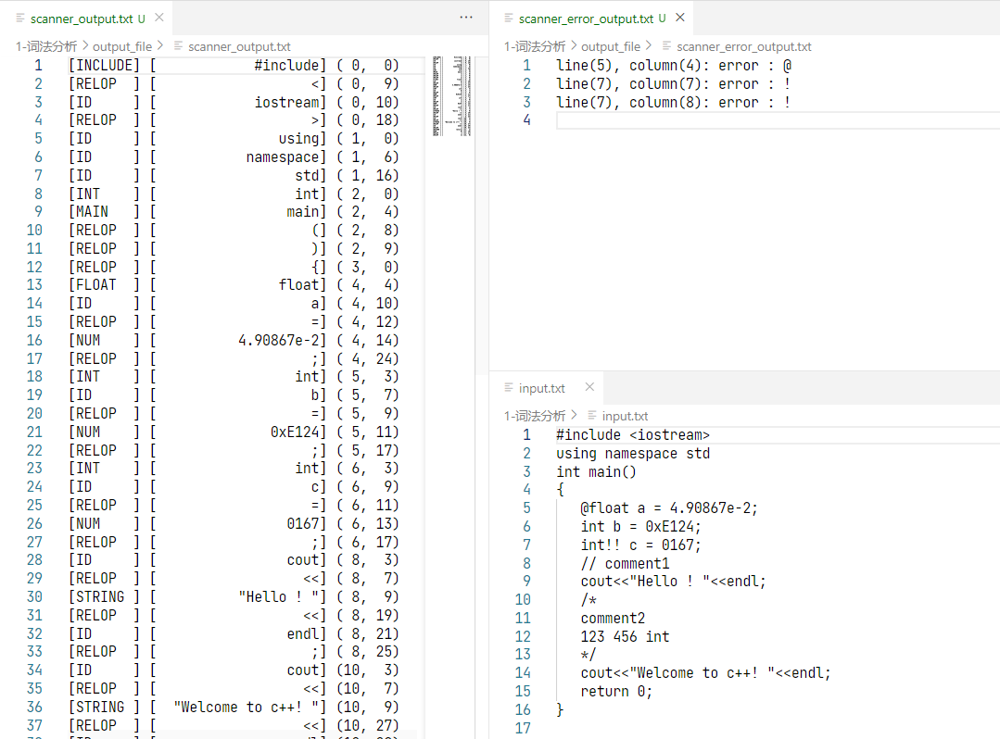 scanner_output.txt U ×
1-词法分析 > output_file > scanner_output.txt
1 [INCLUDE] [            #include] ( 0,  0)
2 [RELOP  ] [                   <] ( 0,  9)
3 [ID     ] [            iostream] ( 0, 10)
4 [RELOP  ] [                   >] ( 0, 18)
5 [ID     ] [               using] ( 1,  0)
6 [ID     ] [           namespace] ( 1,  6)
7 [ID     ] [                 std] ( 1, 16)
8 [INT    ] [                 int] ( 2,  0)
9 [MAIN   ] [                main] ( 2,  4)
10 [RELOP  ] [                   (] ( 2,  8)
11 [RELOP  ] [                   )] ( 2,  9)
12 [RELOP  ] [                   {] ( 3,  0)
13 [FLOAT  ] [               float] ( 4,  4)
14 [ID     ] [                   a] ( 4, 10)
15 [RELOP  ] [                   =] ( 4, 12)
16 [NUM    ] [          4.90867e-2] ( 4, 14)
17 [RELOP  ] [                   ;] ( 4, 24)
18 [INT    ] [                 int] ( 5,  3)
19 [ID     ] [                   b] ( 5,  7)
20 [RELOP  ] [                   =] ( 5,  9)
21 [NUM    ] [              0xE124] ( 5, 11)
22 [RELOP  ] [                   ;] ( 5, 17)
23 [INT    ] [                 int] ( 6,  3)
24 [ID     ] [                   c] ( 6,  9)
25 [RELOP  ] [                   =] ( 6, 11)
26 [NUM    ] [                0167] ( 6, 13)
27 [RELOP  ] [                   ;] ( 6, 17)
28 [ID     ] [                cout] ( 8,  3)
29 [RELOP  ] [                  <<] ( 8,  7)
30 [STRING ] [          "Hello ! "] ( 8,  9)
31 [RELOP  ] [                  <<] ( 8, 19)
32 [ID     ] [                endl] ( 8, 21)
33 [RELOP  ] [                   ;] ( 8, 25)
34 [ID     ] [                cout] (10,  3)
35 [RELOP  ] [                  <<] (10,  7)
36 [STRING ] [  "Welcome to c++! "] (10,  9)
37 [RELOP  ] [                  <<] (10, 27)
scanner_error_output.txt U ×
1-词法分析 > output_file > scanner_error_output.txt
1 line(5), column(4): error : @
2 line(7), column(7): error : !
3 line(7), column(8): error : !
4
input.txt ×
1-词法分析 > input.txt
1 #include <iostream>
2 using namespace std
3 int main()
4 {
5    @float a = 4.90867e-2;
6    int b = 0xE124;
7    int!! c = 0167;
8    // comment1
9    cout<<"Hello ! "<<endl;
10    /*
11    comment2
12    123 456 int
13    */
14    cout<<"Welcome to c++! "<<endl;
15    return 0;
16 }
17